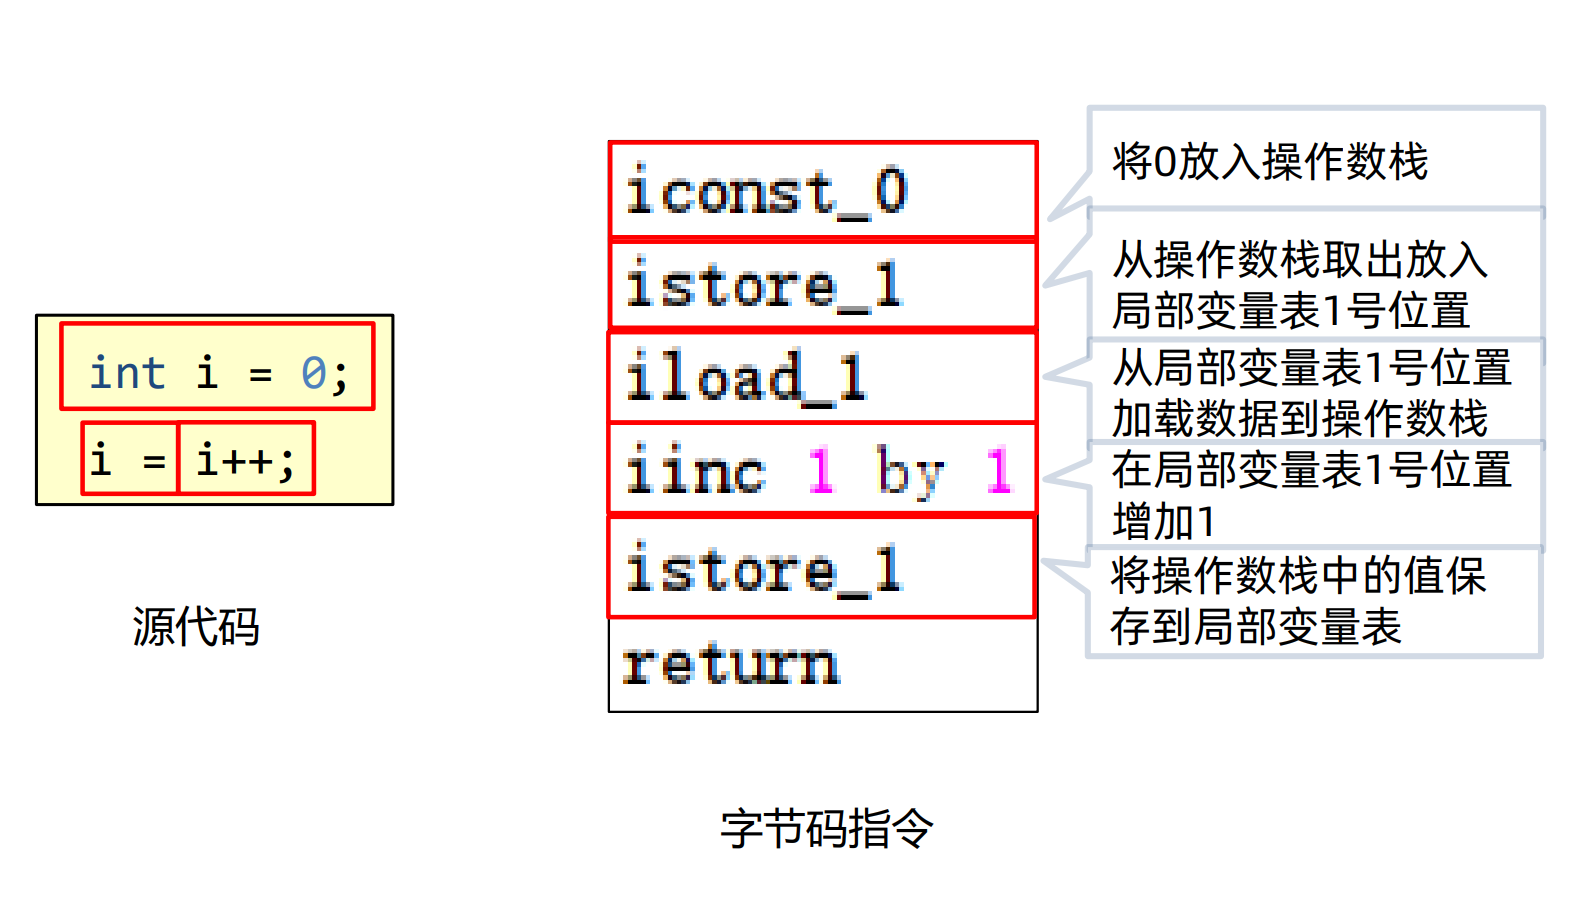 int i = 0;
i = i++;
源代码
iconst_0
istore_1
iload_1
iinc 1 by 1
istore_1
return
字节码指令
将0放入操作数栈
从操作数栈取出放入
局部变量表1号位置
从局部变量表1号位置
加载数据到操作数栈
在局部变量表1号位置
增加1
将操作数栈中的值保
存到局部变量表